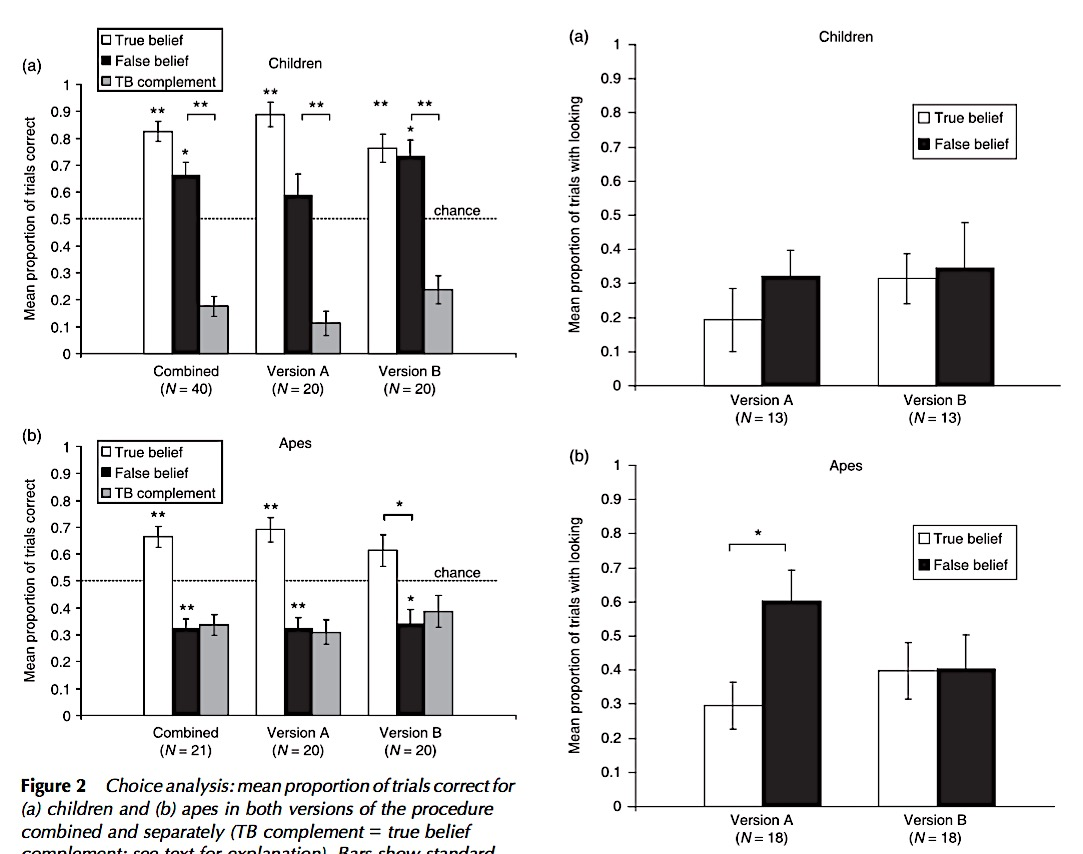 True belief
False belief
TB complement
(a)
Children
Mean proportion of trials correct
1
0.9
0.8
0.7
0.6
0.5
0.4
0.3
0.2
0.1
0
**
**
*
**
**
**
**
*
chance
Combined
(N = 40)
Version A
(N = 20)
Version B
(N = 20)
(b)
Apes
True belief
False belief
TB complement
Mean proportion of trials correct
1
0.9
0.8
0.7
0.6
0.5
0.4
0.3
0.2
0.1
0
**
**
**
**
*
*
chance
Combined
(N = 21)
Version A
(N = 20)
Version B
(N = 20)
Figure 2 Choice analysis: mean proportion of trials correct for
(a) children and (b) apes in both versions of the procedure
combined and separately (TB complement = true belief
complement; see text for explanation). Bars show standard
(a)
Children
Mean proportion of trials with looking
1
0.9
0.8
0.7
0.6
0.5
0.4
0.3
0.2
0.1
0
True belief
False belief
Version A
(N = 13)
Version B
(N = 13)
(b)
Apes
Mean proportion of trials with looking
1
0.9
0.8
0.7
0.6
0.5
0.4
0.3
0.2
0.1
0
True belief
False belief
*
Version A
(N = 18)
Version B
(N = 18)